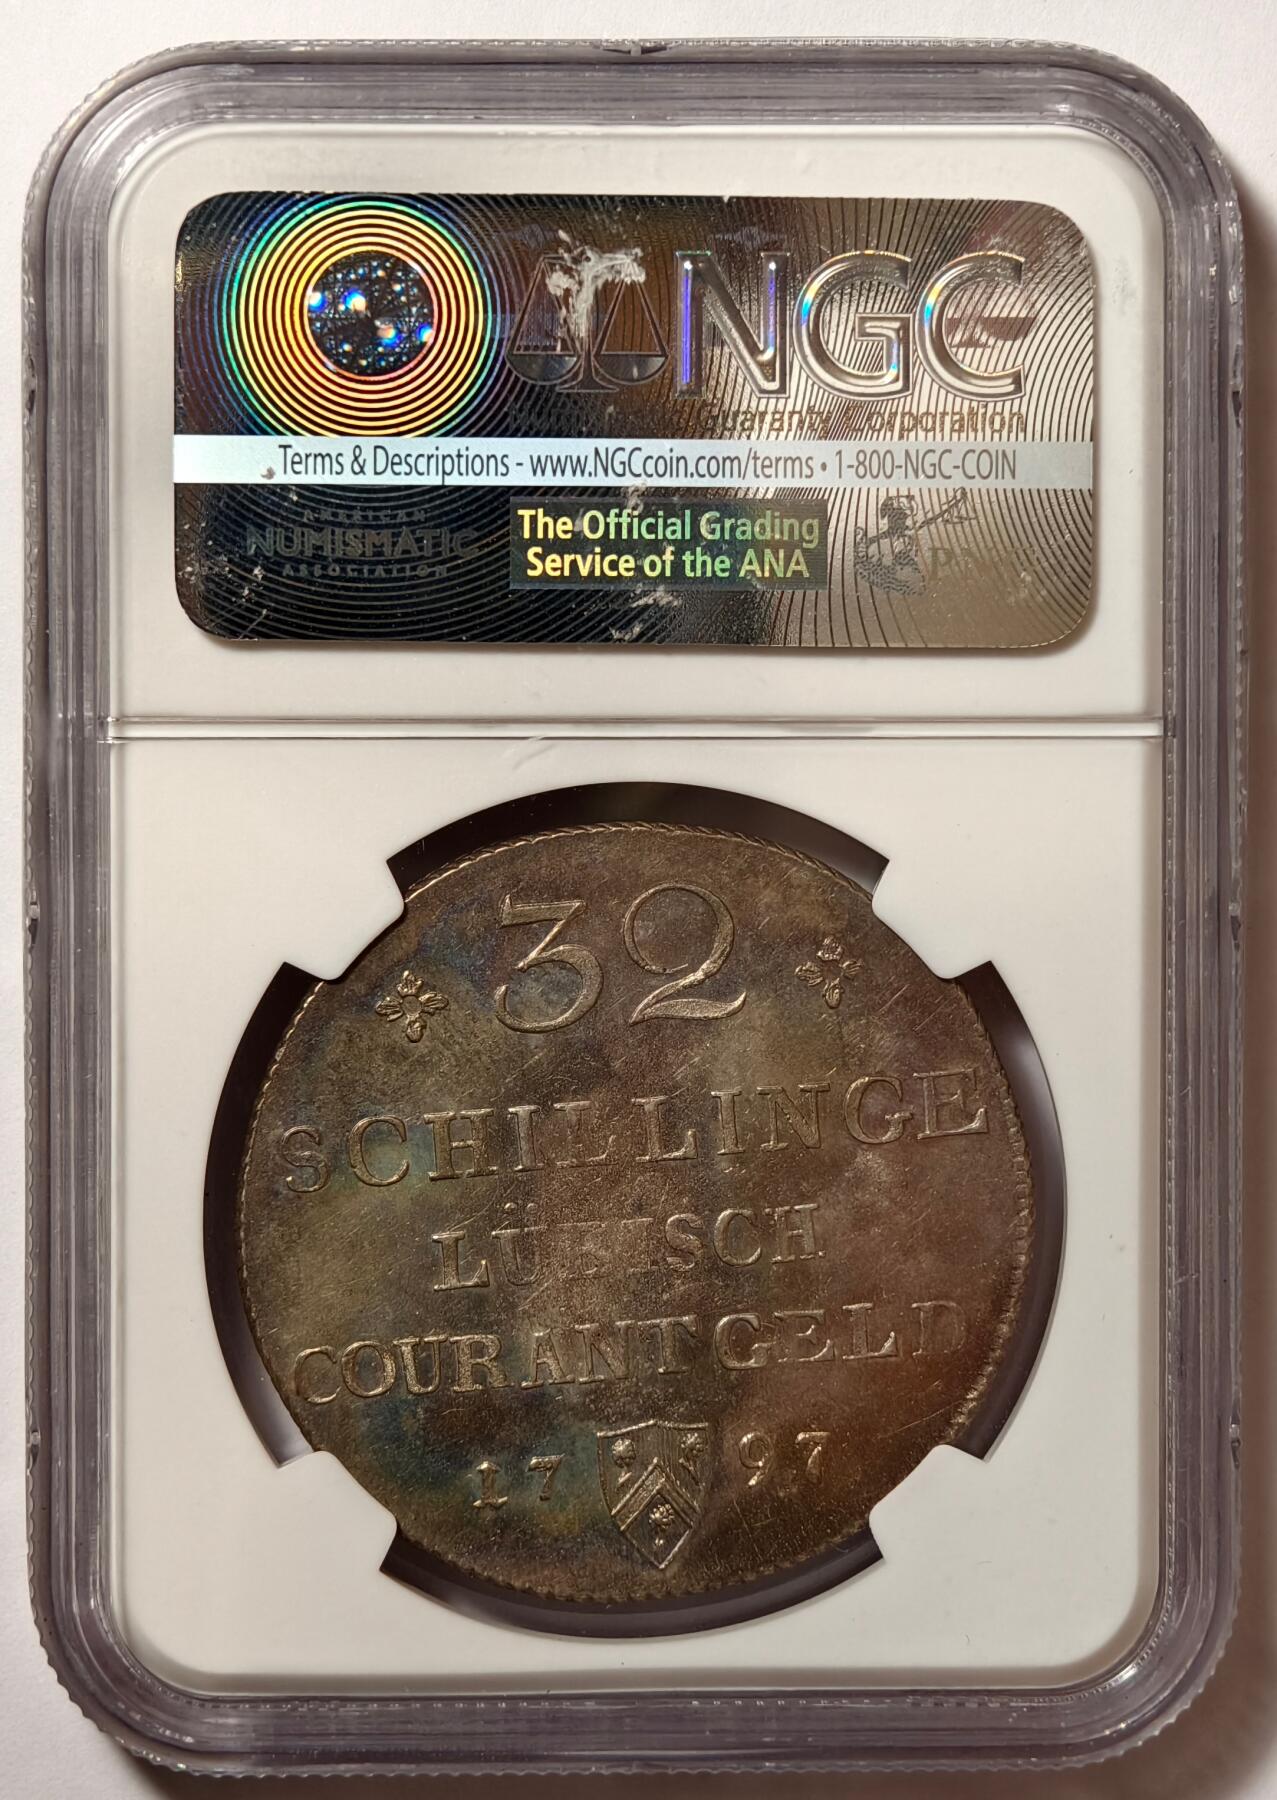 NGC
Numismatic Guaranty Corporation
Terms & Descriptions - www.NGCcoin.com/terms • 1-800-NGC-COIN
AMERICAN
NUMISMATIC
ASSOCIATION
The Official Grading
Service of the ANA
32
SCHILLINGE
LÜBISCH
COURANTGELD
17 97